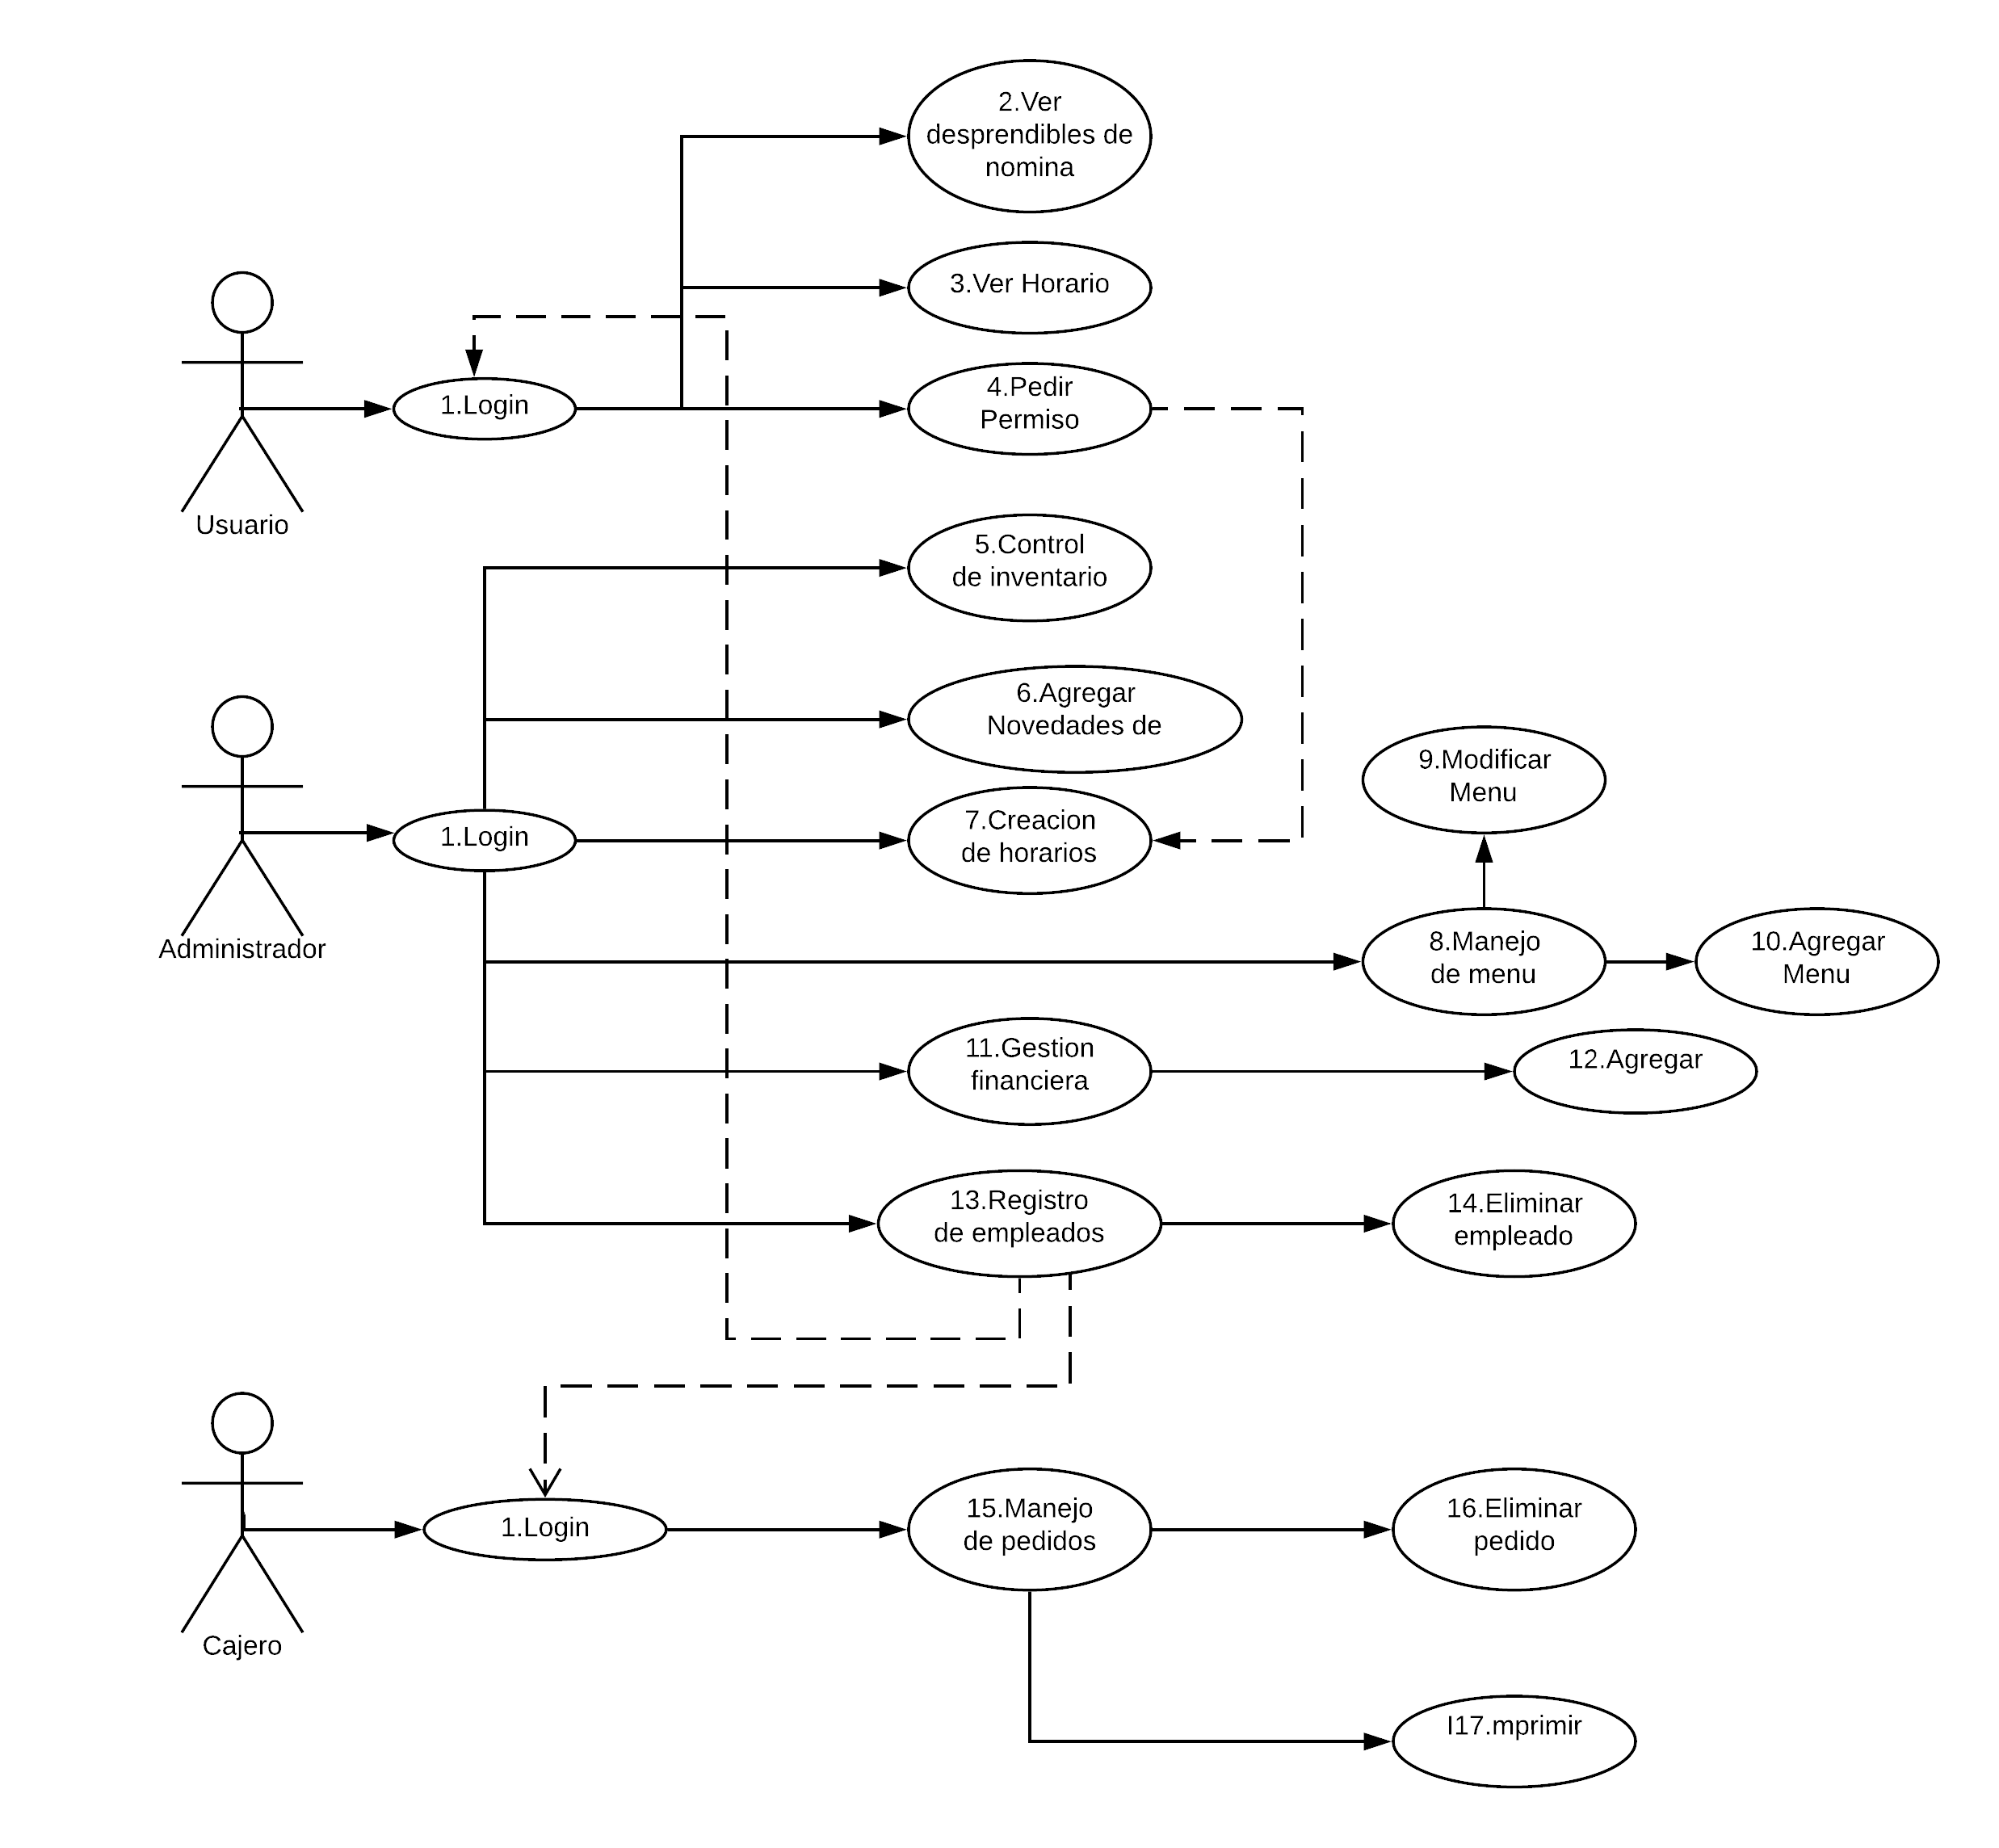 2.Ver
desprendibles de
nomina
3.Ver Horario
1.Login
4.Pedir
Permiso
Usuario
5.Control
de inventario
6.Agregar
Novedades de
9.Modificar
Menu
1.Login
7.Creacion
de horarios
Administrador
8.Manejo
de menu
10.Agregar
Menu
11.Gestion
financiera
12.Agregar
13.Registro
de empleados
14.Eliminar
empleado
1.Login
15.Manejo
de pedidos
16.Eliminar
pedido
Cajero
I17.mprimir